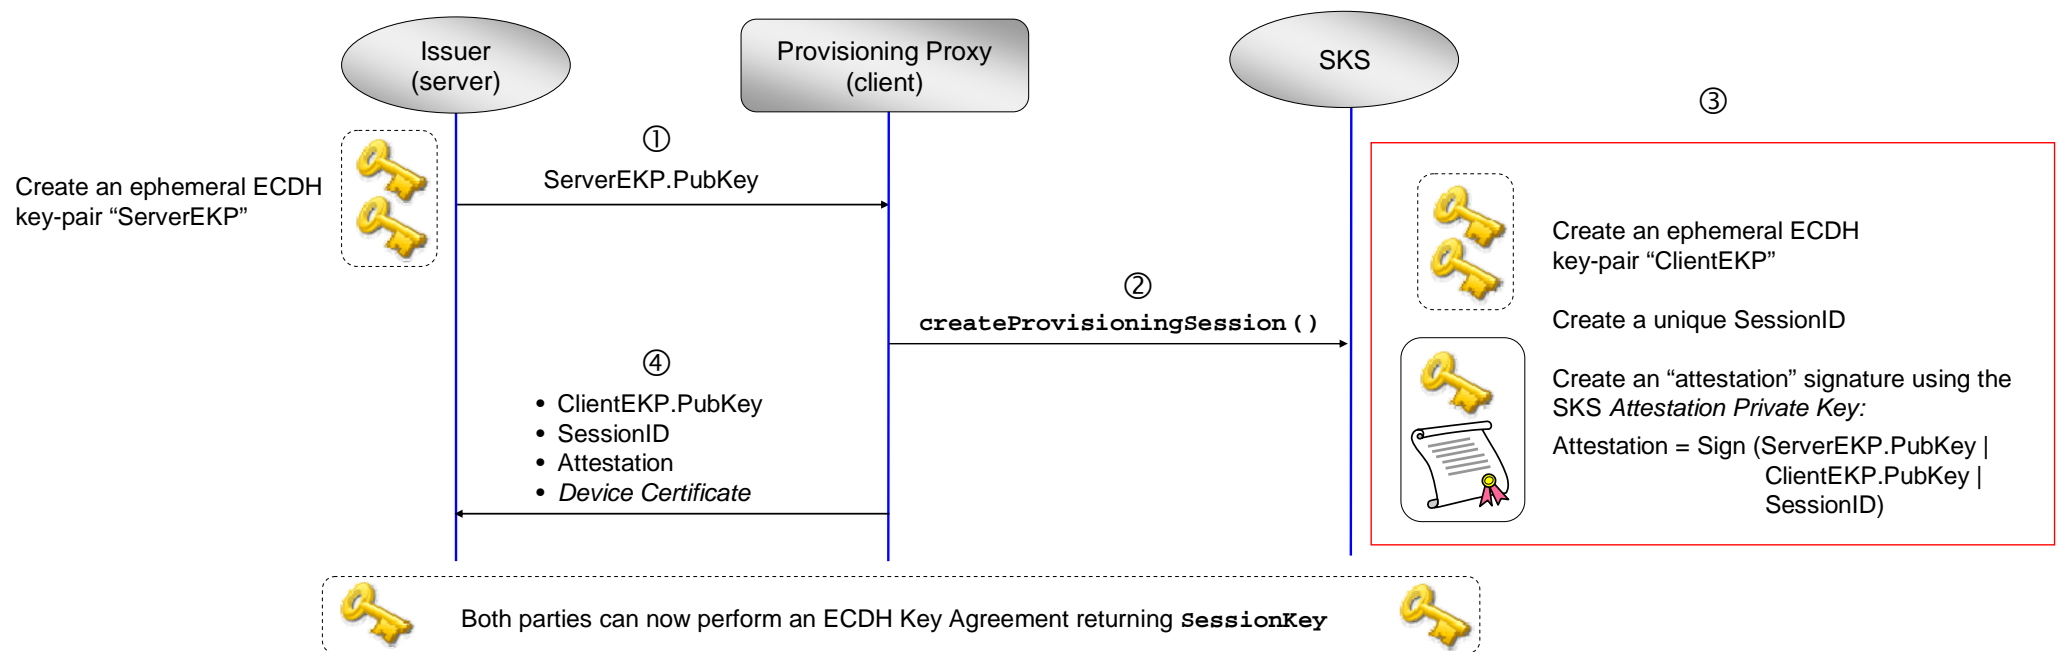 Issuer
(server)
Provisioning Proxy
(client)
SKS
③
①
ServerEKP.PubKey
Create an ephemeral ECDH
key-pair “ServerEKP”
Create an ephemeral ECDH
key-pair “ClientEKP”
②
createProvisioningSession()
Create a unique SessionID
④
• ClientEKP.PubKey
• SessionID
• Attestation
• Device Certificate
Create an “attestation” signature using the
SKS Attestation Private Key:
Attestation = Sign (ServerEKP.PubKey |
ClientEKP.PubKey |
SessionID)
Both parties can now perform an ECDH Key Agreement returning SessionKey